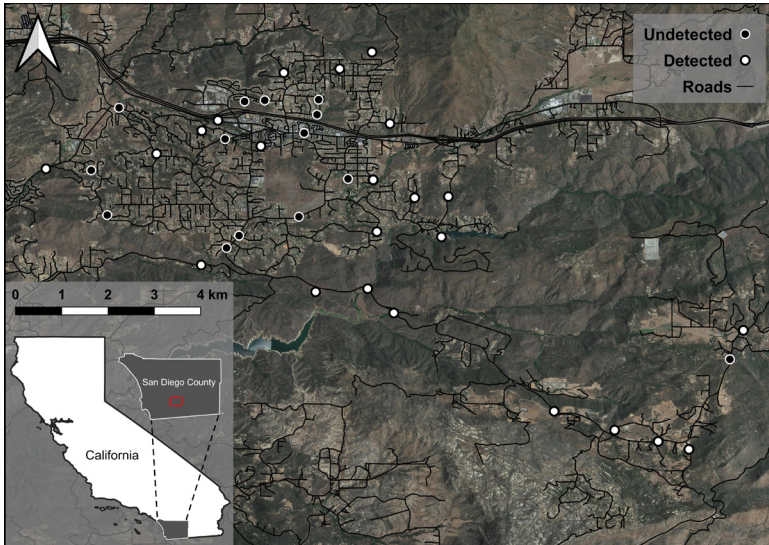 Undetected
Detected
Roads
0 1 2 3 4 km
San Diego County
California